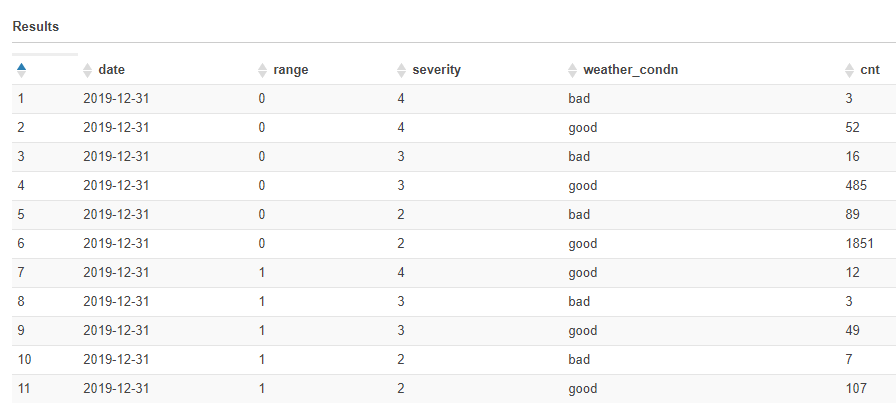 Results
date range severity weather_condn cnt
1 2019-12-31 0 4 bad 3
2 2019-12-31 0 4 good 52
3 2019-12-31 0 3 bad 16
4 2019-12-31 0 3 good 485
5 2019-12-31 0 2 bad 89
6 2019-12-31 0 2 good 1851
7 2019-12-31 1 4 good 12
8 2019-12-31 1 3 bad 3
9 2019-12-31 1 3 good 49
10 2019-12-31 1 2 bad 7
11 2019-12-31 1 2 good 107